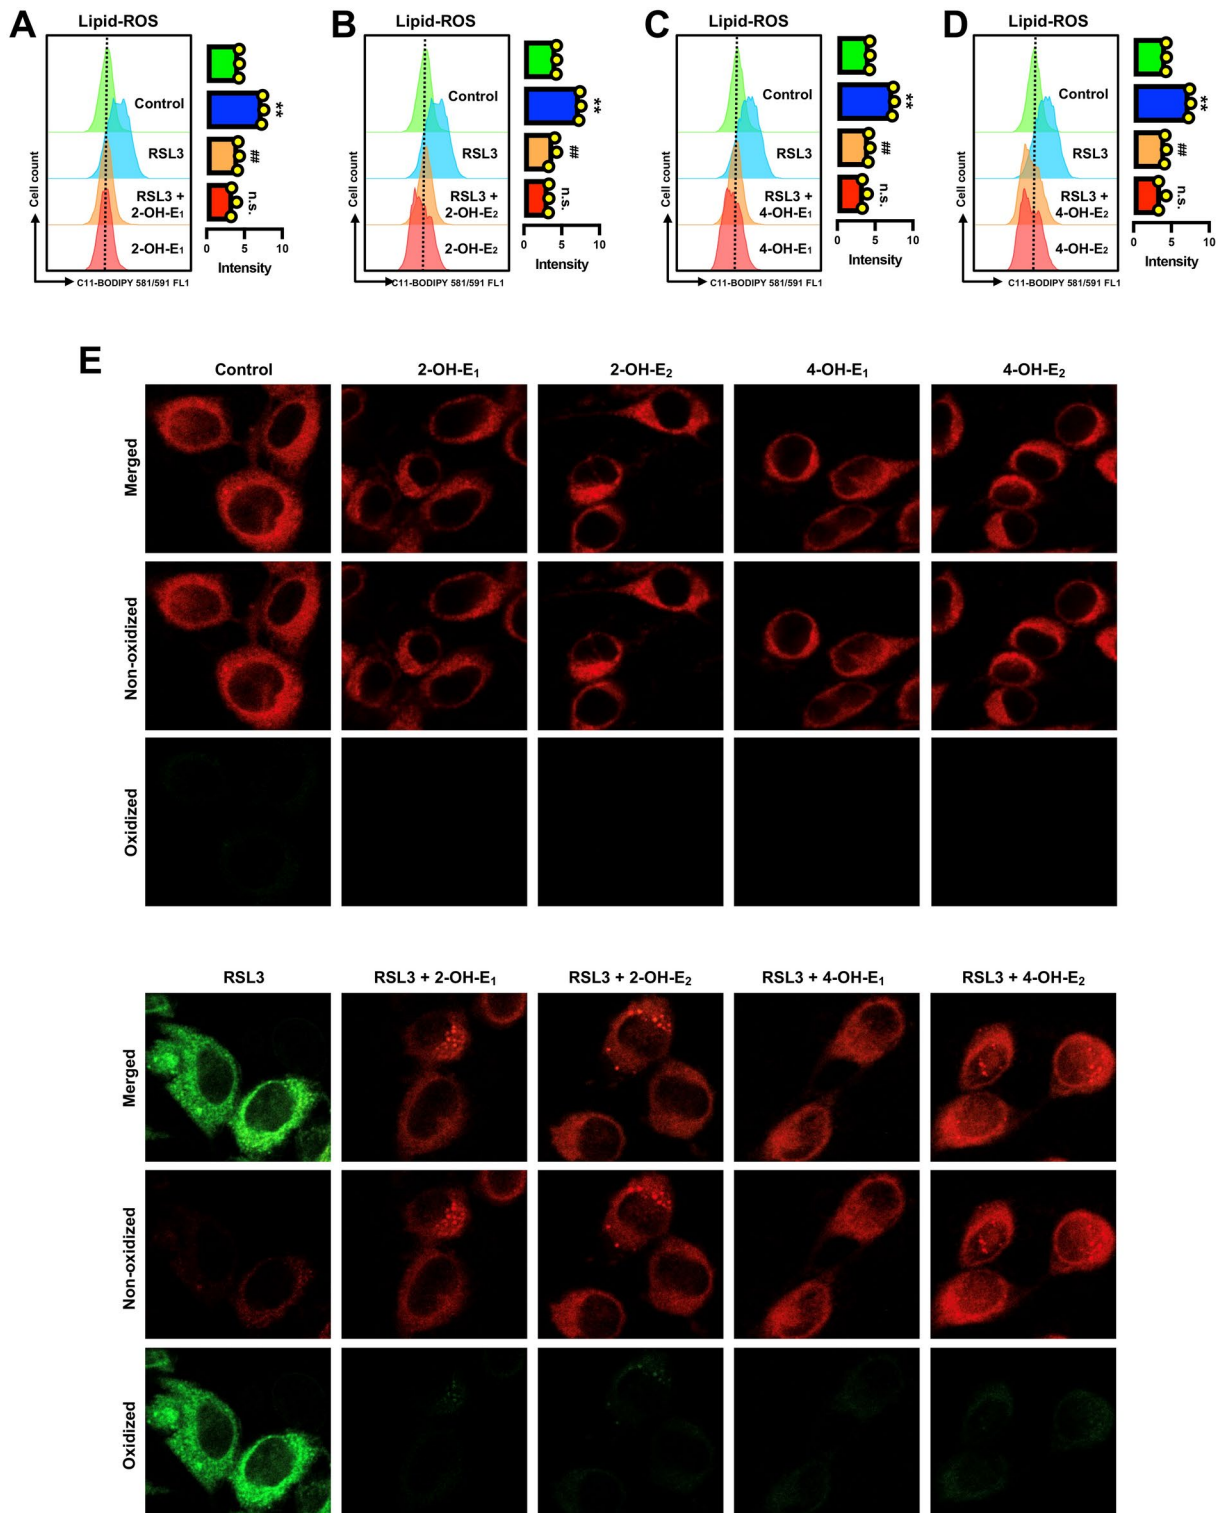 A
Lipid-ROS
Cell count
Control
RSL3
RSL3 +
2-OH-E₁
2-OH-E₁
C11-BODIPY 581/591 FL1
**
##
n.s.
0 5 10
Intensity
B
Lipid-ROS
Cell count
Control
RSL3
RSL3 +
2-OH-E₂
2-OH-E₂
C11-BODIPY 581/591 FL1
**
##
n.s.
0 5 10
Intensity
C
Lipid-ROS
Cell count
Control
RSL3
RSL3 +
4-OH-E₁
4-OH-E₁
C11-BODIPY 581/591 FL1
**
##
n.s.
0 5 10
Intensity
D
Lipid-ROS
Cell count
Control
RSL3
RSL3 +
4-OH-E₂
4-OH-E₂
C11-BODIPY 581/591 FL1
**
##
n.s.
0 5 10
Intensity
E
Control 2-OH-E₁ 2-OH-E₂ 4-OH-E₁ 4-OH-E₂
Merged
Non-oxidized
Oxidized
RSL3 RSL3 + 2-OH-E₁ RSL3 + 2-OH-E₂ RSL3 + 4-OH-E₁ RSL3 + 4-OH-E₂
Merged
Non-oxidized
Oxidized